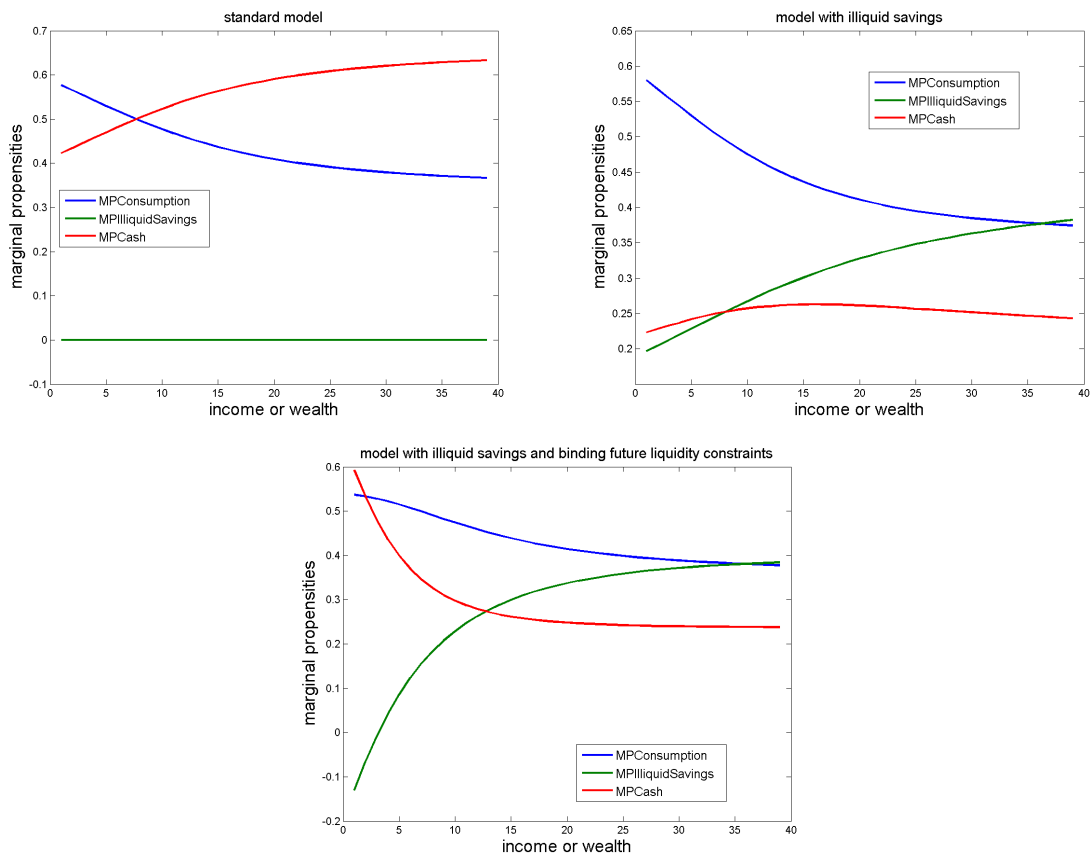 standard model
0.7
0.6
0.5
0.4
0.3
0.2
0.1
0
-0.1
marginal propensities
MPConsumption
MPIlliquidSavings
MPCash
0 5 10 15 20 25 30 35 40
income or wealth
model with illiquid savings
0.65
0.6
0.55
0.5
0.45
0.4
0.35
0.3
0.25
0.2
marginal propensities
MPConsumption
MPIlliquidSavings
MPCash
0 5 10 15 20 25 30 35 40
income or wealth
model with illiquid savings and binding future liquidity constraints
0.6
0.5
0.4
0.3
0.2
0.1
0
-0.1
-0.2
marginal propensities
MPConsumption
MPIlliquidSavings
MPCash
0 5 10 15 20 25 30 35 40
income or wealth